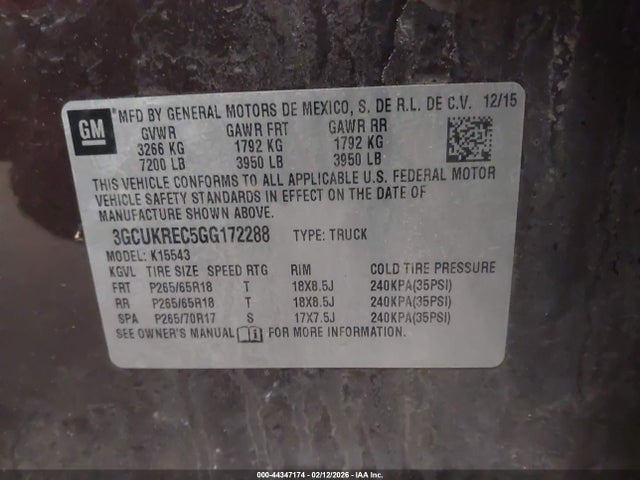 GM
MFD BY GENERAL MOTORS DE MEXICO, S. DE R.L. DE C.V. 12/15
GVWR GAWR FRT GAWR RR
3266 KG 1792 KG 1792 KG
7200 LB 3950 LB 3950 LB
THIS VEHICLE CONFORMS TO ALL APPLICABLE U.S. FEDERAL MOTOR
VEHICLE SAFETY STANDARDS IN EFFECT ON THE DATE OF
MANUFACTURE SHOWN ABOVE.
3GCUKREC5GG172288 TYPE: TRUCK
MODEL: K15543
KGVL TIRE SIZE SPEED RTG RIM COLD TIRE PRESSURE
FRT P265/65R18 T 18X8.5J 240KPA(35PSI)
RR P265/65R18 T 18X8.5J 240KPA(35PSI)
SPA P265/70R17 S 17X7.5J 240KPA(35PSI)
SEE OWNER'S MANUAL FOR MORE INFORMATION.
000-44347174 - 02/12/2026 - IAA Inc.